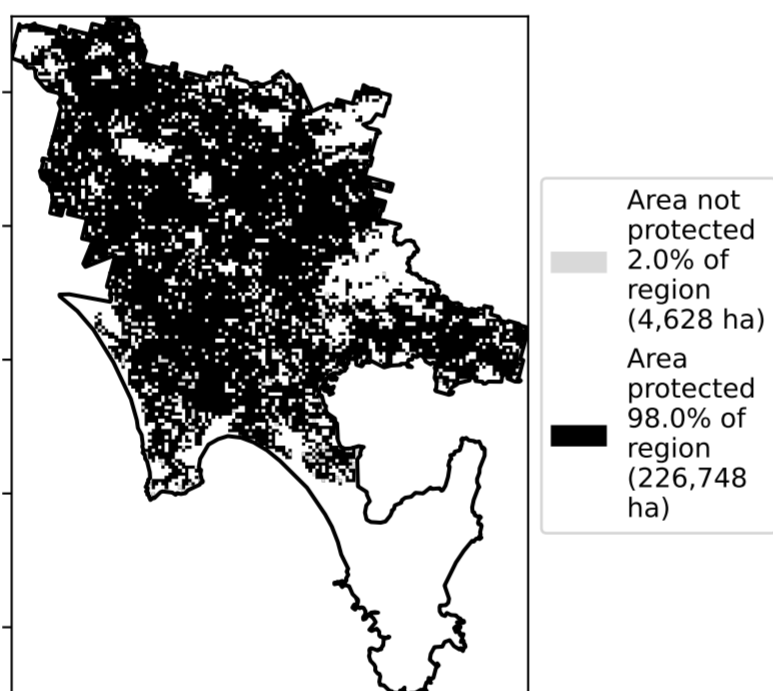 Area not
protected
2.0% of
region
(4,628 ha)
Area
protected
98.0% of
region
(226,748
ha)